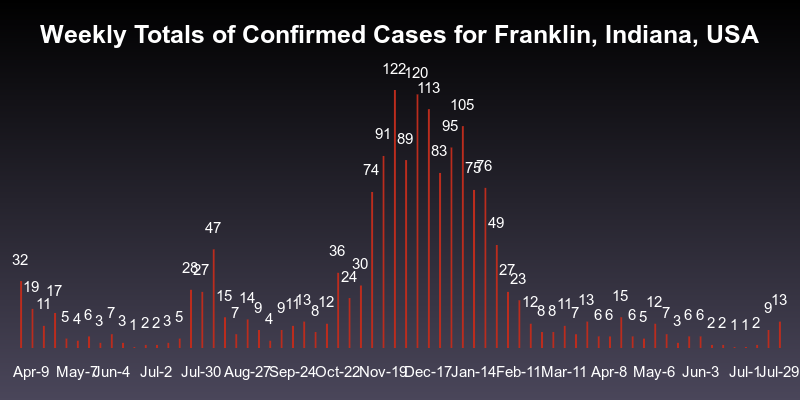 Weekly Totals of Confirmed Cases for Franklin, Indiana, USA
32 19 11 17 5 4 6 3 7 3 1 2 2 3 5 28 27 47 15 7 14 9 4 9 11 13 8 12 36 24 30 74 91 122 89 120 113 83 95 105 75 76 49 27 23 12 8 8 11 7 13 6 6 15 6 5 12 7 3 6 6 2 2 1 1 2 9 13
Apr-9 May-7 Jun-4 Jul-2 Jul-30 Aug-27 Sep-24 Oct-22 Nov-19 Dec-17 Jan-14 Feb-11 Mar-11 Apr-8 May-6 Jun-3 Jul-1 Jul-29